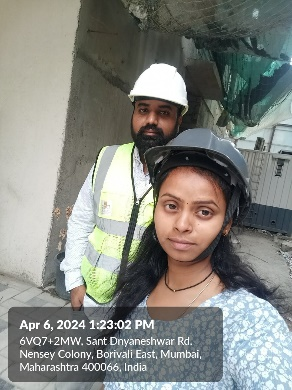 Apr 6, 2024 1:23:02 PM
6VQ7+2MW, Sant Dnyaneshwar Rd,
Nensey Colony, Borivali East, Mumbai,
Maharashtra 400066, India